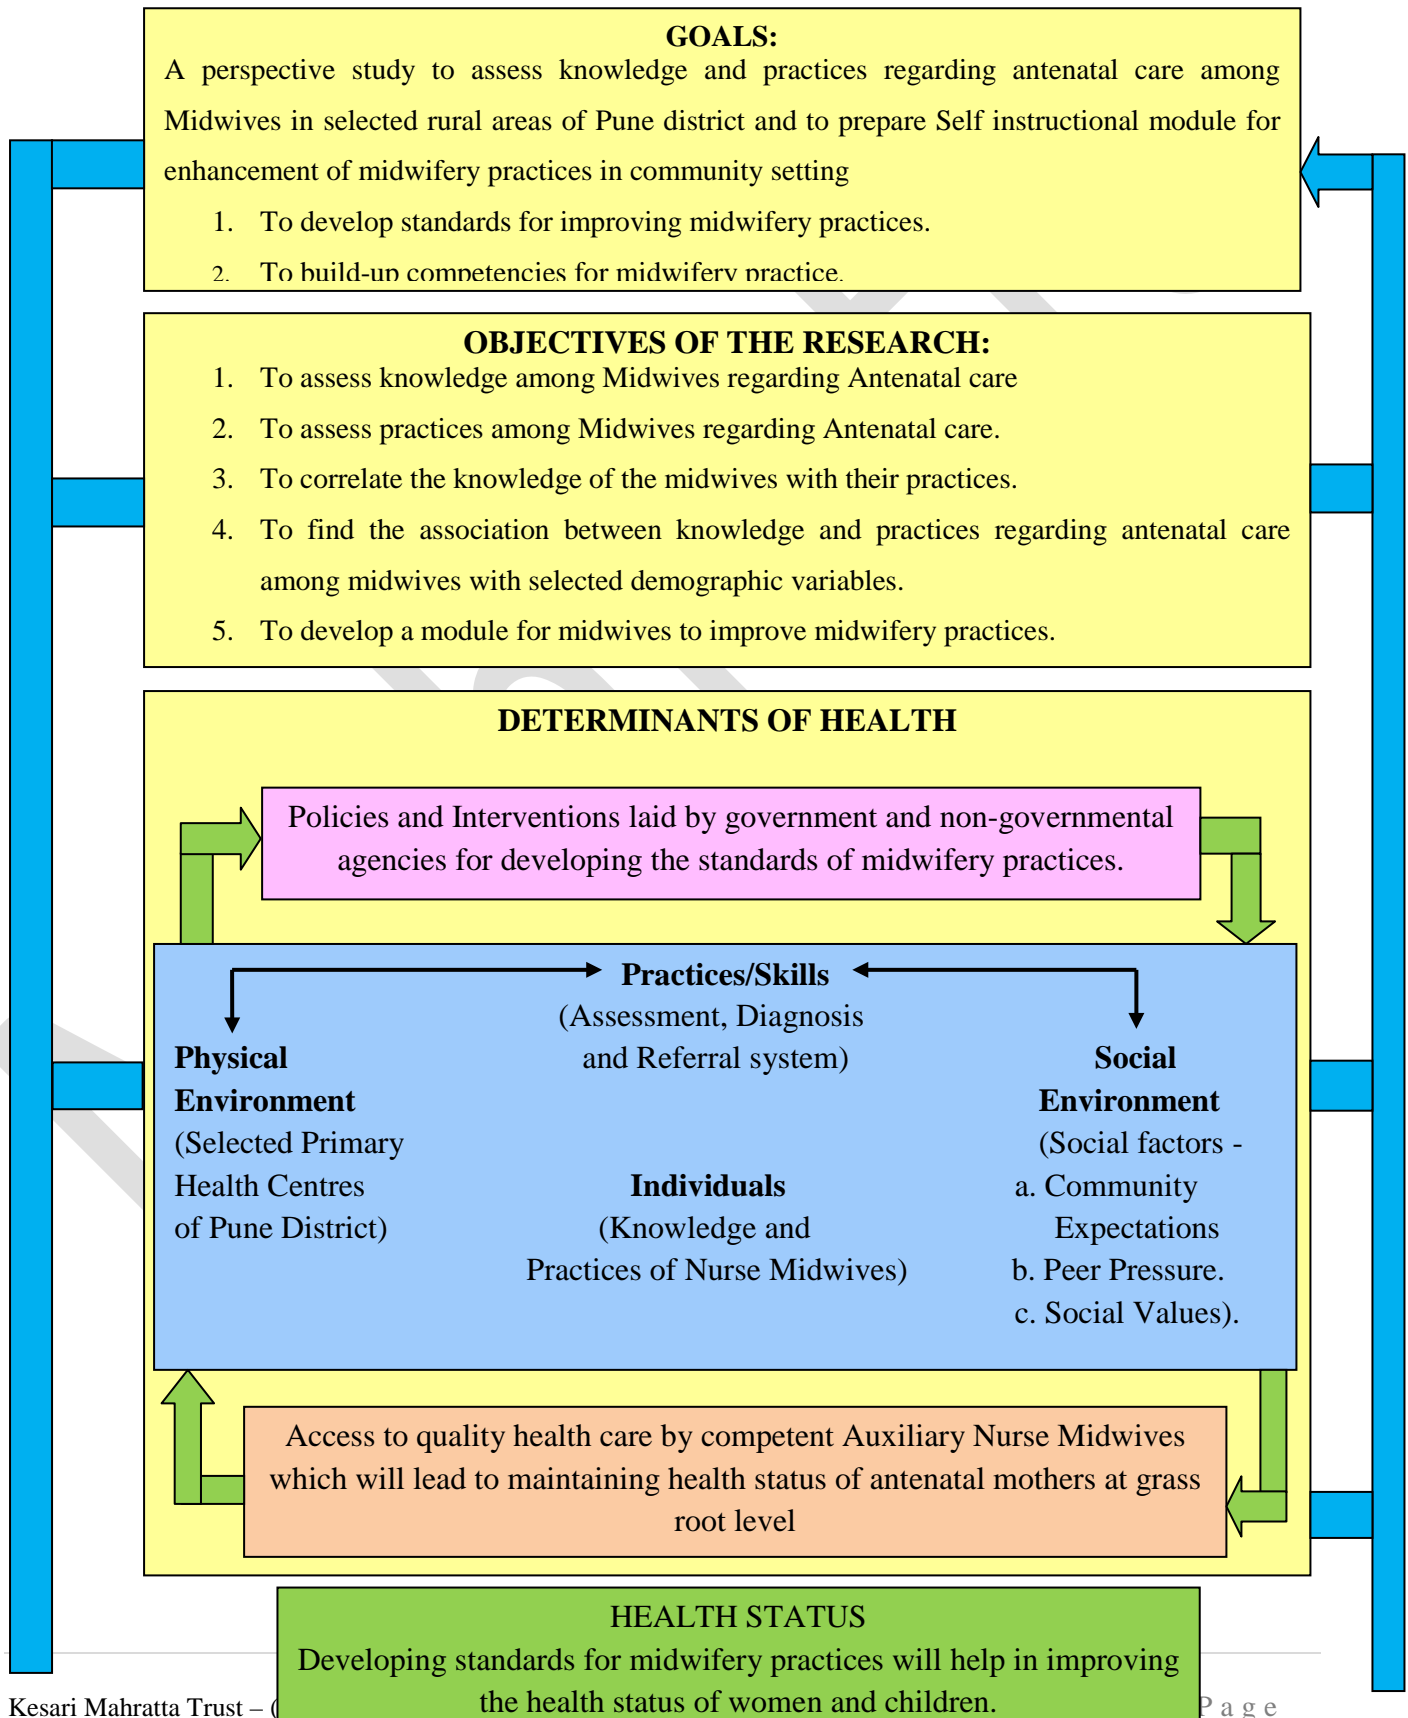 GOALS:
A perspective study to assess knowledge and practices regarding antenatal care among
Midwives in selected rural areas of Pune district and to prepare Self instructional module for
enhancement of midwifery practices in community setting
1. To develop standards for improving midwifery practices.
2. To build-up competencies for midwifery practice.
OBJECTIVES OF THE RESEARCH:
1. To assess knowledge among Midwives regarding Antenatal care
2. To assess practices among Midwives regarding Antenatal care.
3. To correlate the knowledge of the midwives with their practices.
4. To find the association between knowledge and practices regarding antenatal care
among midwives with selected demographic variables.
5. To develop a module for midwives to improve midwifery practices.
DETERMINANTS OF HEALTH
Policies and Interventions laid by government and non-governmental
agencies for developing the standards of midwifery practices.
Practices/Skills
(Assessment, Diagnosis
and Referral system)
Physical
Environment
(Selected Primary
Health Centres
of Pune District)
Individuals
(Knowledge and
Practices of Nurse Midwives)
Social
Environment
(Social factors -
a. Community
Expectations
b. Peer Pressure.
c. Social Values).
Access to quality health care by competent Auxiliary Nurse Midwives
which will lead to maintaining health status of antenatal mothers at grass
root level
HEALTH STATUS
Developing standards for midwifery practices will help in improving
the health status of women and children.
Kesari Mahratta Trust – (
P a g e